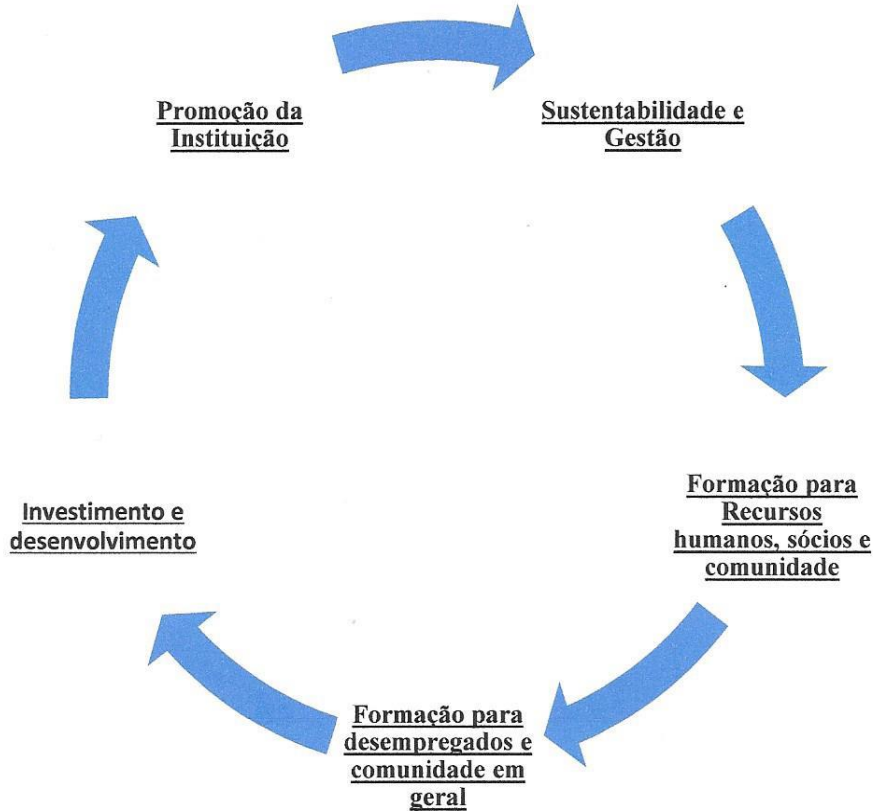 Promoção da
Instituição
Sustentabilidade e
Gestão
Formação para
Recursos
humanos, sócios e
comunidade
Formação para
desempregados e
comunidade em
geral
Investimento e
desenvolvimento